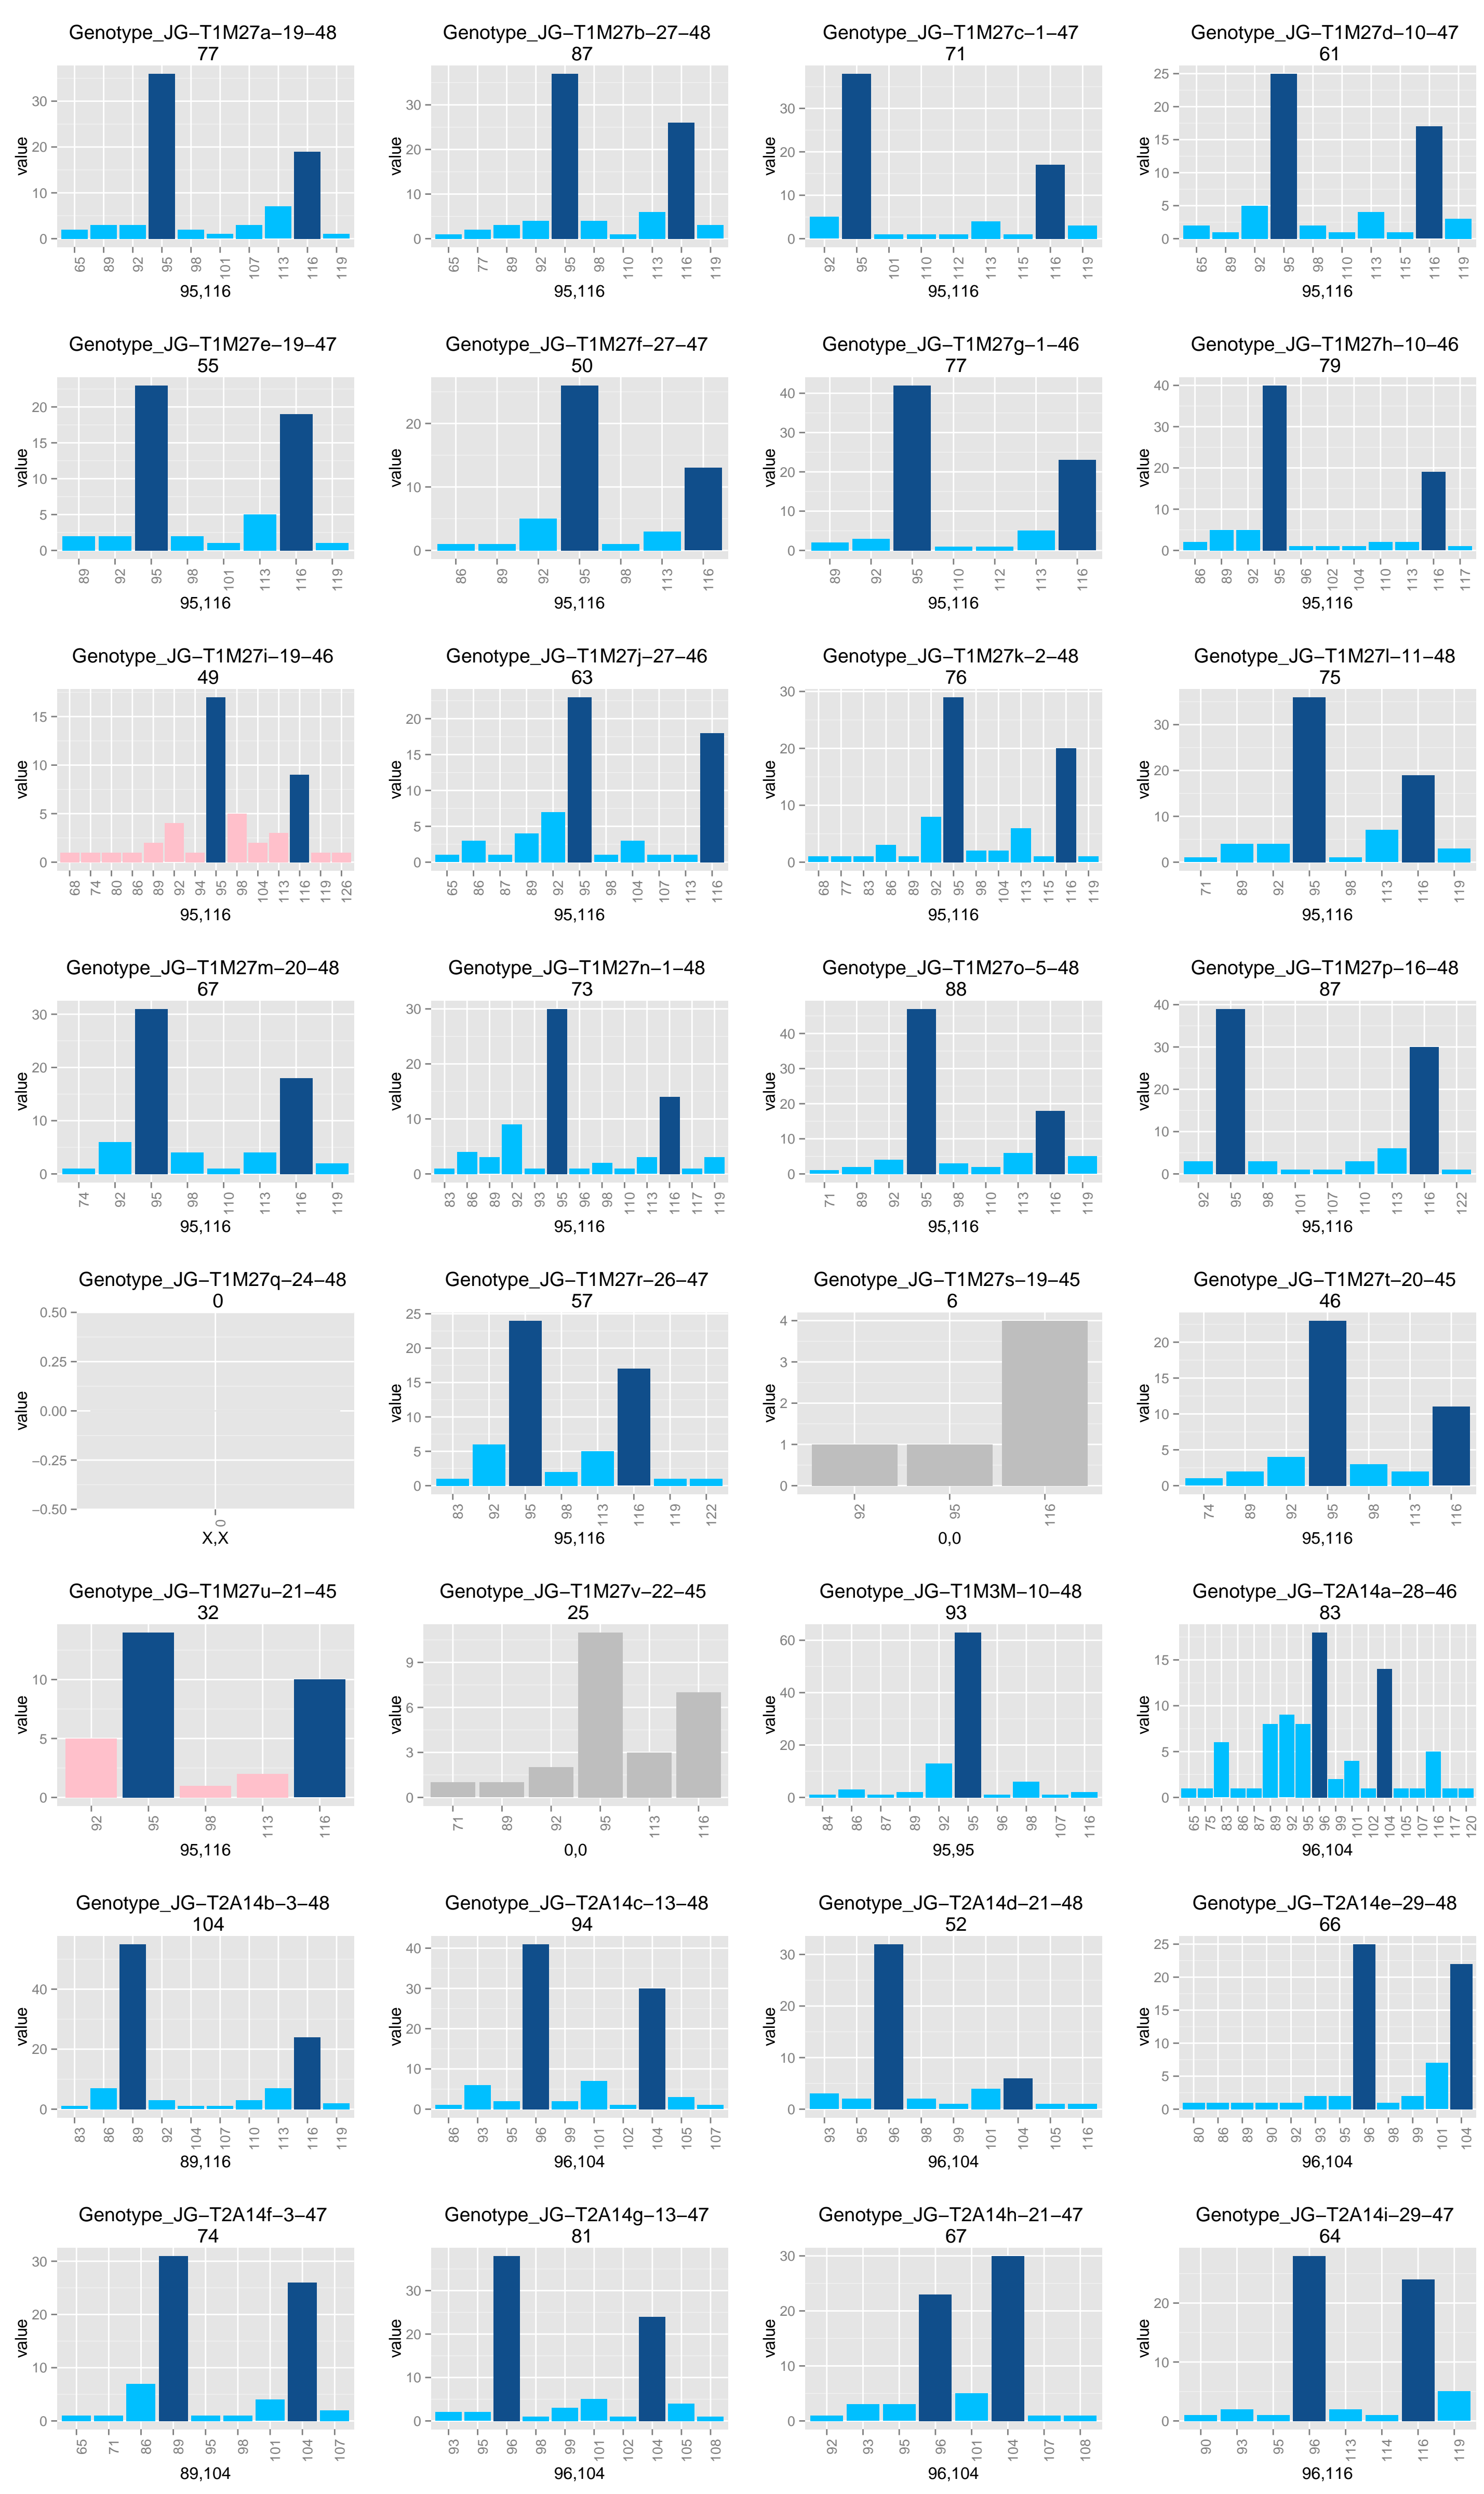 Genotype_JG−T1M27a−19−48
77
value
30
20
10
0
65 89 92 95 98 101 107 113 116 119
95,116
Genotype_JG−T1M27b−27−48
87
value
30
20
10
0
65 77 89 92 95 98 110 113 116 119
95,116
Genotype_JG−T1M27c−1−47
71
value
30
20
10
0
92 95 101 110 112 113 115 116 119
95,116
Genotype_JG−T1M27d−10−47
61
value
25
20
15
10
5
0
65 89 92 95 98 110 113 115 116 119
95,116
Genotype_JG−T1M27e−19−47
55
value
20
15
10
5
0
89 92 95 98 101 113 116 119
95,116
Genotype_JG−T1M27f−27−47
50
value
20
10
0
86 89 92 95 98 113 116
95,116
Genotype_JG−T1M27g−1−46
77
value
40
30
20
10
0
89 92 95 110 112 113 116
95,116
Genotype_JG−T1M27h−10−46
79
value
40
30
20
10
0
86 89 92 95 96 102 104 110 113 116 117
95,116
Genotype_JG−T1M27i−19−46
49
value
15
10
5
0
68 74 80 86 89 92 94 95 98 104 113 116 119 126
95,116
Genotype_JG−T1M27j−27−46
63
value
20
15
10
5
0
65 86 87 89 92 95 98 104 107 113 116
95,116
Genotype_JG−T1M27k−2−48
76
value
30
20
10
0
68 77 83 86 89 92 95 98 104 113 115 116 119
95,116
Genotype_JG−T1M27l−11−48
75
value
30
20
10
0
71 89 92 95 98 113 116 119
95,116
Genotype_JG−T1M27m−20−48
67
value
30
20
10
0
74 92 95 98 110 113 116 119
95,116
Genotype_JG−T1M27n−1−48
73
value
30
20
10
0
83 86 89 92 93 95 96 98 110 113 116 117 119
95,116
Genotype_JG−T1M27o−5−48
88
value
40
30
20
10
0
71 89 92 95 98 110 113 116 119
95,116
Genotype_JG−T1M27p−16−48
87
value
40
30
20
10
0
92 95 98 101 107 110 113 116 122
95,116
Genotype_JG−T1M27q−24−48
0
value
0.50
0.25
0.00
−0.25
−0.50
0
X,X
Genotype_JG−T1M27r−26−47
57
value
25
20
15
10
5
0
83 92 95 98 113 116 119 122
95,116
Genotype_JG−T1M27s−19−45
6
value
4
3
2
1
0
92 95 116
0,0
Genotype_JG−T1M27t−20−45
46
value
20
15
10
5
0
74 89 92 95 98 113 116
95,116
Genotype_JG−T1M27u−21−45
32
value
10
5
0
92 95 98 113 116
95,116
Genotype_JG−T1M27v−22−45
25
value
9
6
3
0
71 89 92 95 113 116
0,0
Genotype_JG−T1M3M−10−48
93
value
60
40
20
0
84 86 87 89 92 95 96 98 107 116
95,95
Genotype_JG−T2A14a−28−46
83
value
15
10
5
0
65 75 83 86 87 89 92 95 96 99 101 102 104 105 107 116 117 120
96,104
Genotype_JG−T2A14b−3−48
104
value
40
20
0
83 86 89 92 104 107 110 113 116 119
89,116
Genotype_JG−T2A14c−13−48
94
value
40
30
20
10
0
86 93 95 96 99 101 102 104 105 107
96,104
Genotype_JG−T2A14d−21−48
52
value
30
20
10
0
93 95 96 98 99 101 104 105 116
96,104
Genotype_JG−T2A14e−29−48
66
value
25
20
15
10
5
0
80 86 89 90 92 93 95 96 98 99 101 104
96,104
Genotype_JG−T2A14f−3−47
74
value
30
20
10
0
65 71 86 89 95 98 101 104 107
89,104
Genotype_JG−T2A14g−13−47
81
value
30
20
10
0
93 95 96 98 99 101 102 104 105 108
96,104
Genotype_JG−T2A14h−21−47
67
value
30
20
10
0
92 93 95 96 101 104 107 108
96,104
Genotype_JG−T2A14i−29−47
64
value
20
10
0
90 93 95 96 113 114 116 119
96,116